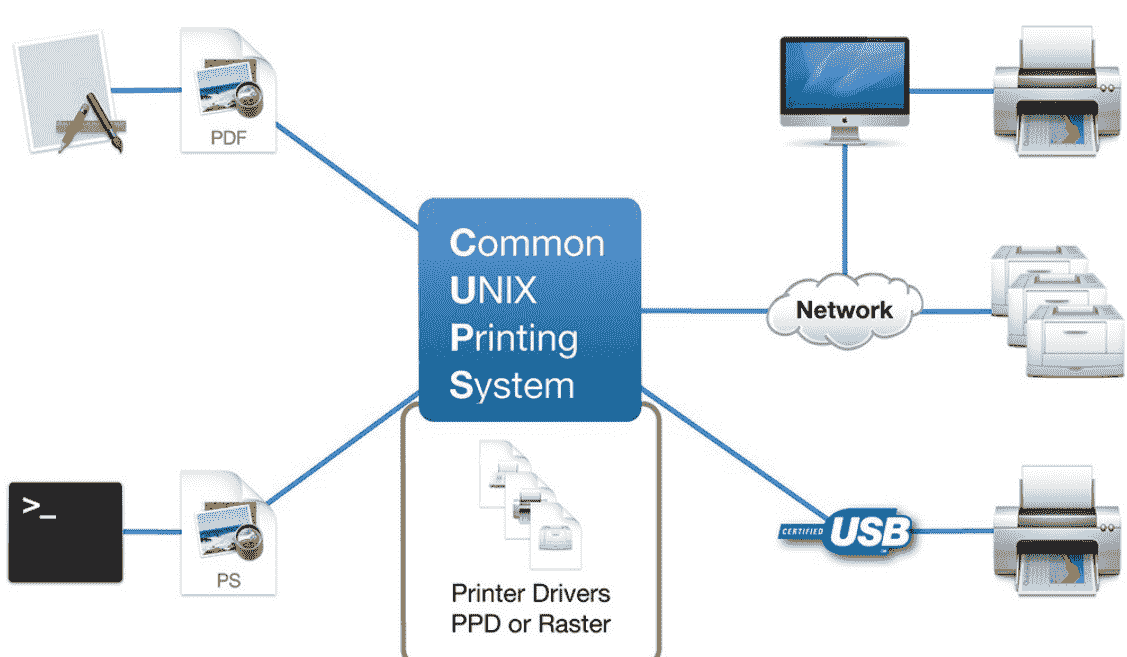 PDF
Common
UNIX
Printing
System
Network
>_
PS
CERTIFIED USB
Printer Drivers
PPD or Raster